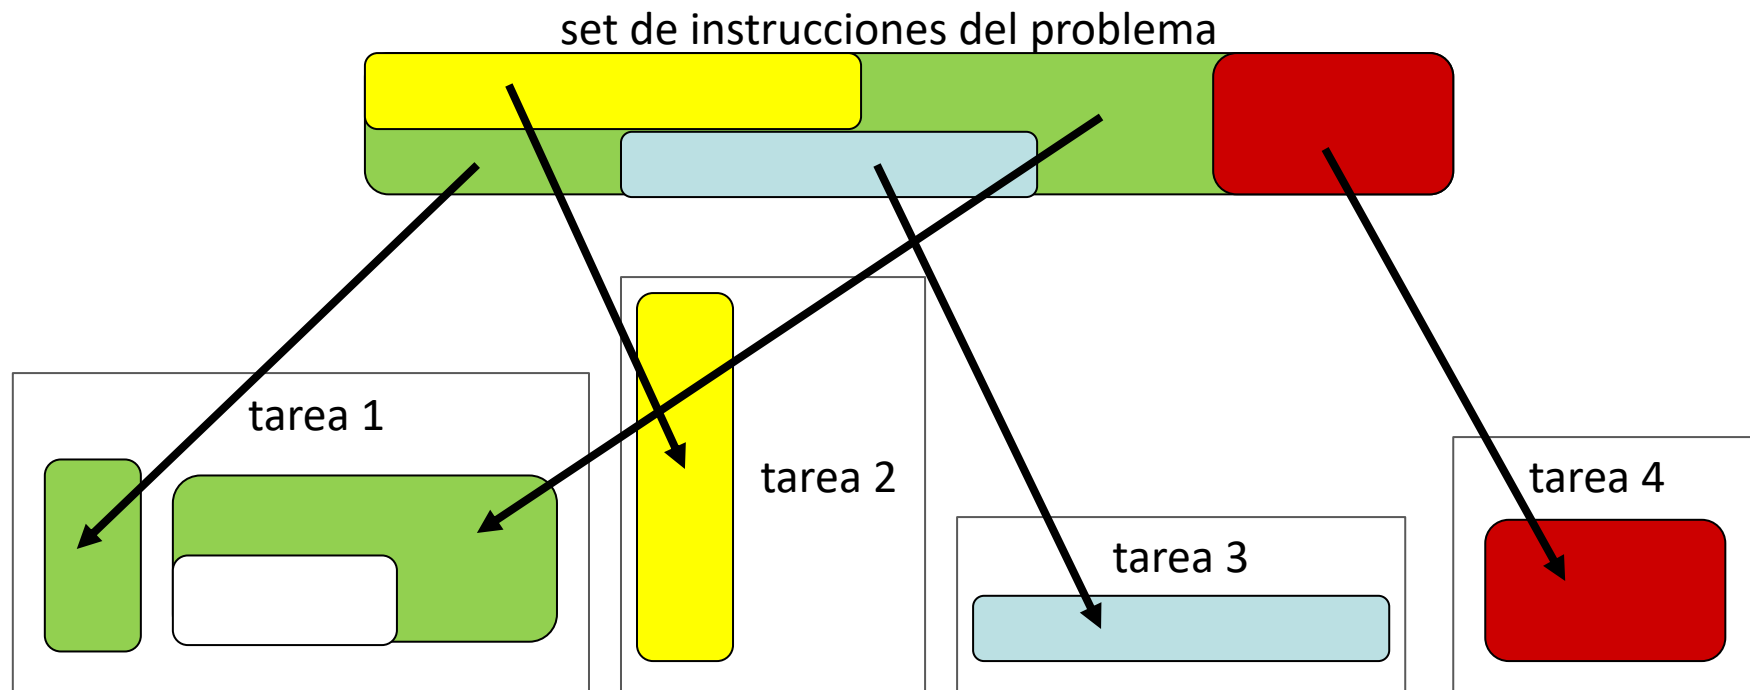 set de instrucciones del problema
tarea 1
tarea 2
tarea 3
tarea 4